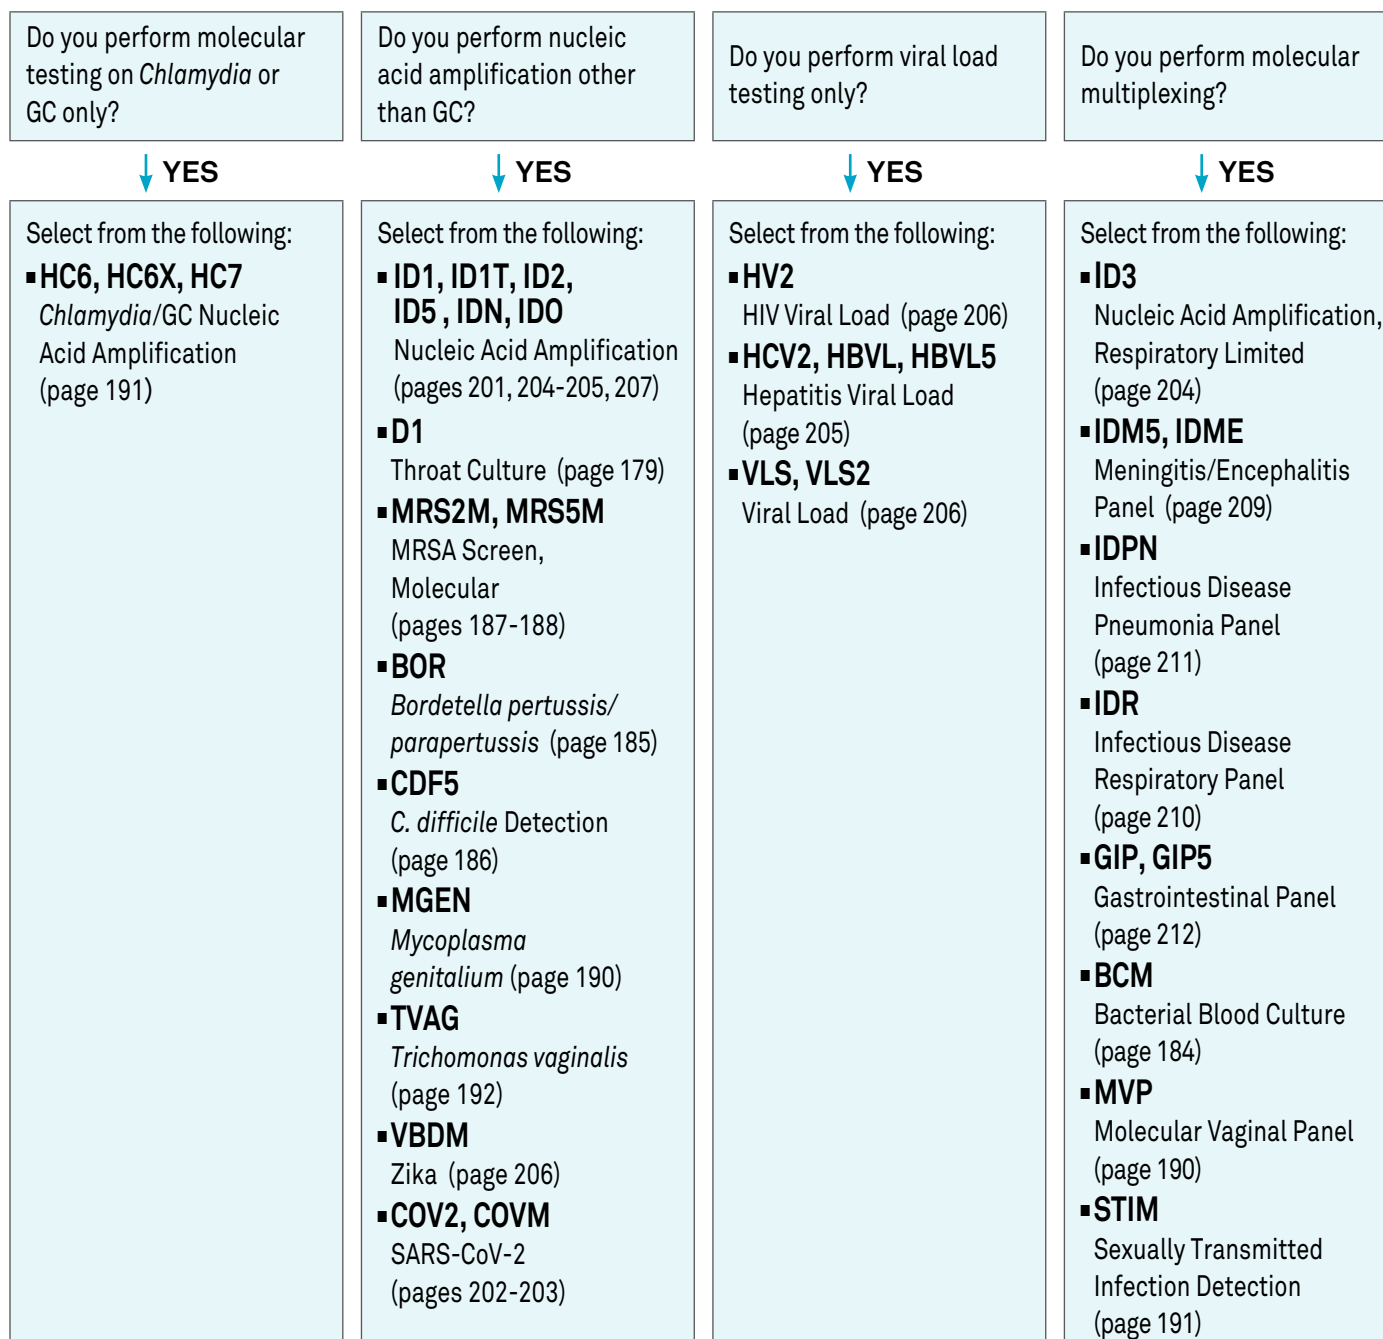 Do you perform molecular
testing on Chlamydia or
GC only?
YES
Select from the following:
▪HC6, HC6X, HC7
Chlamydia/GC Nucleic
Acid Amplification
(page 191)
Do you perform nucleic
acid amplification other
than GC?
YES
Select from the following:
▪ID1, ID1T, ID2,
ID5 , IDN, IDO
Nucleic Acid Amplification
(pages 201, 204-205, 207)
▪D1
Throat Culture (page 179)
▪MRS2M, MRS5M
MRSA Screen,
Molecular
(pages 187-188)
▪BOR
Bordetella pertussis/
parapertussis (page 185)
▪CDF5
C. difficile Detection
(page 186)
▪MGEN
Mycoplasma
genitalium (page 190)
▪TVAG
Trichomonas vaginalis
(page 192)
▪VBDM
Zika (page 206)
▪COV2, COVM
SARS-CoV-2
(pages 202-203)
Do you perform viral load
testing only?
YES
Select from the following:
▪HV2
HIV Viral Load (page 206)
▪HCV2, HBVL, HBVL5
Hepatitis Viral Load
(page 205)
▪VLS, VLS2
Viral Load (page 206)
Do you perform molecular
multiplexing?
YES
Select from the following:
▪ID3
Nucleic Acid Amplification,
Respiratory Limited
(page 204)
▪IDM5, IDME
Meningitis/Encephalitis
Panel (page 209)
▪IDPN
Infectious Disease
Pneumonia Panel
(page 211)
▪IDR
Infectious Disease
Respiratory Panel
(page 210)
▪GIP, GIP5
Gastrointestinal Panel
(page 212)
▪BCM
Bacterial Blood Culture
(page 184)
▪MVP
Molecular Vaginal Panel
(page 190)
▪STIM
Sexually Transmitted
Infection Detection
(page 191)